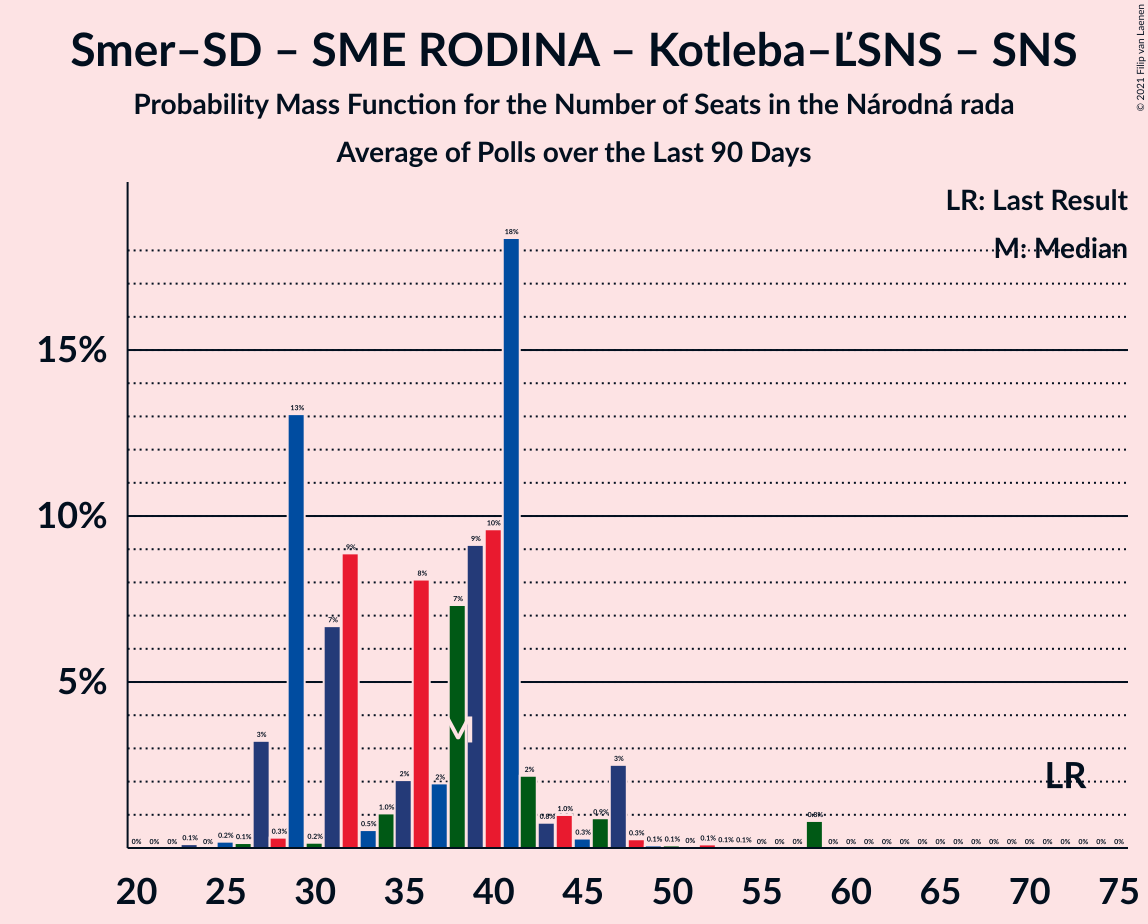 Smer–SD – SME RODINA – Kotleba–ĽSNS – SNS
Probability Mass Function for the Number of Seats in the Národná rada
Average of Polls over the Last 90 Days
© 2021 Filip van Laenen
LR: Last Result
M: Median
15%
10%
5%
0% 0% 0% 0.1% 0% 0.2% 0.1% 3% 0.3% 13% 0.2% 7% 9% 0.5% 1.0% 2% 8% 2% 7% 9% 10% 18% 2% 0.8% 1.0% 0.3% 0.9% 3% 0.3% 0.1% 0.1% 0% 0.1% 0.1% 0.1% 0% 0% 0% 0.8% 0% 0% 0% 0% 0% 0% 0% 0% 0% 0% 0% 0% 0% 0% 0% 0% 0%
M
LR
20 25 30 35 40 45 50 55 60 65 70 75